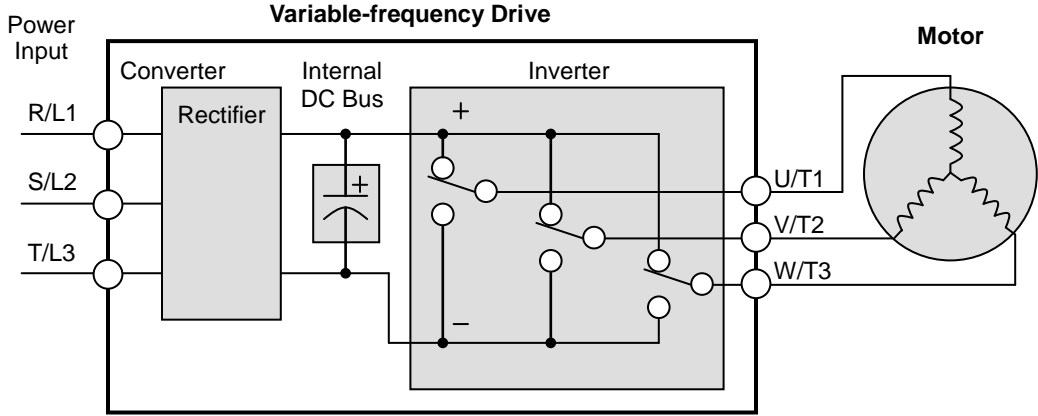 Variable-frequency Drive
Power
Input
Motor
Converter
Internal
DC Bus
Inverter
R/L1
Rectifier
+
S/L2
+
U/T1
V/T2
T/L3
W/T3
–